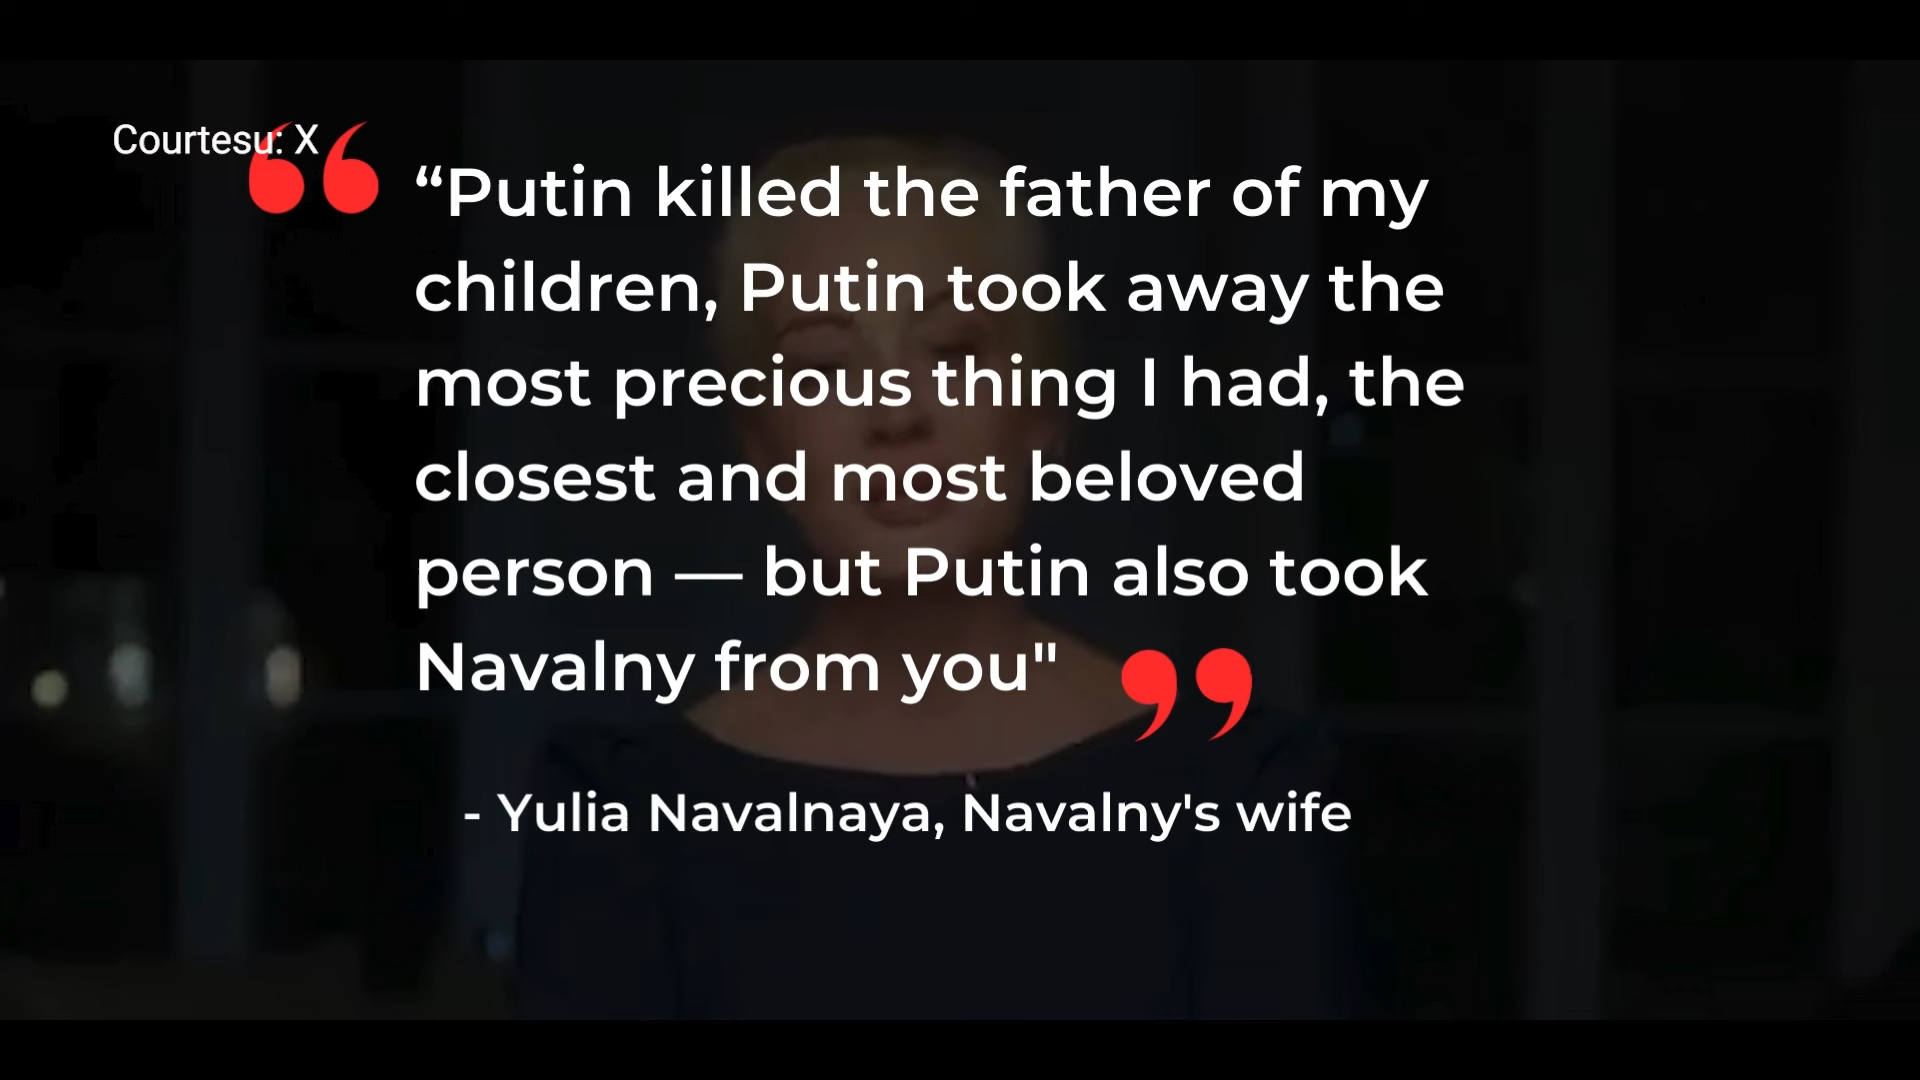 Courtesu: X
“Putin killed the father of my
children, Putin took away the
most precious thing I had, the
closest and most beloved
person — but Putin also took
Navalny from you"
- Yulia Navalnaya, Navalny's wife